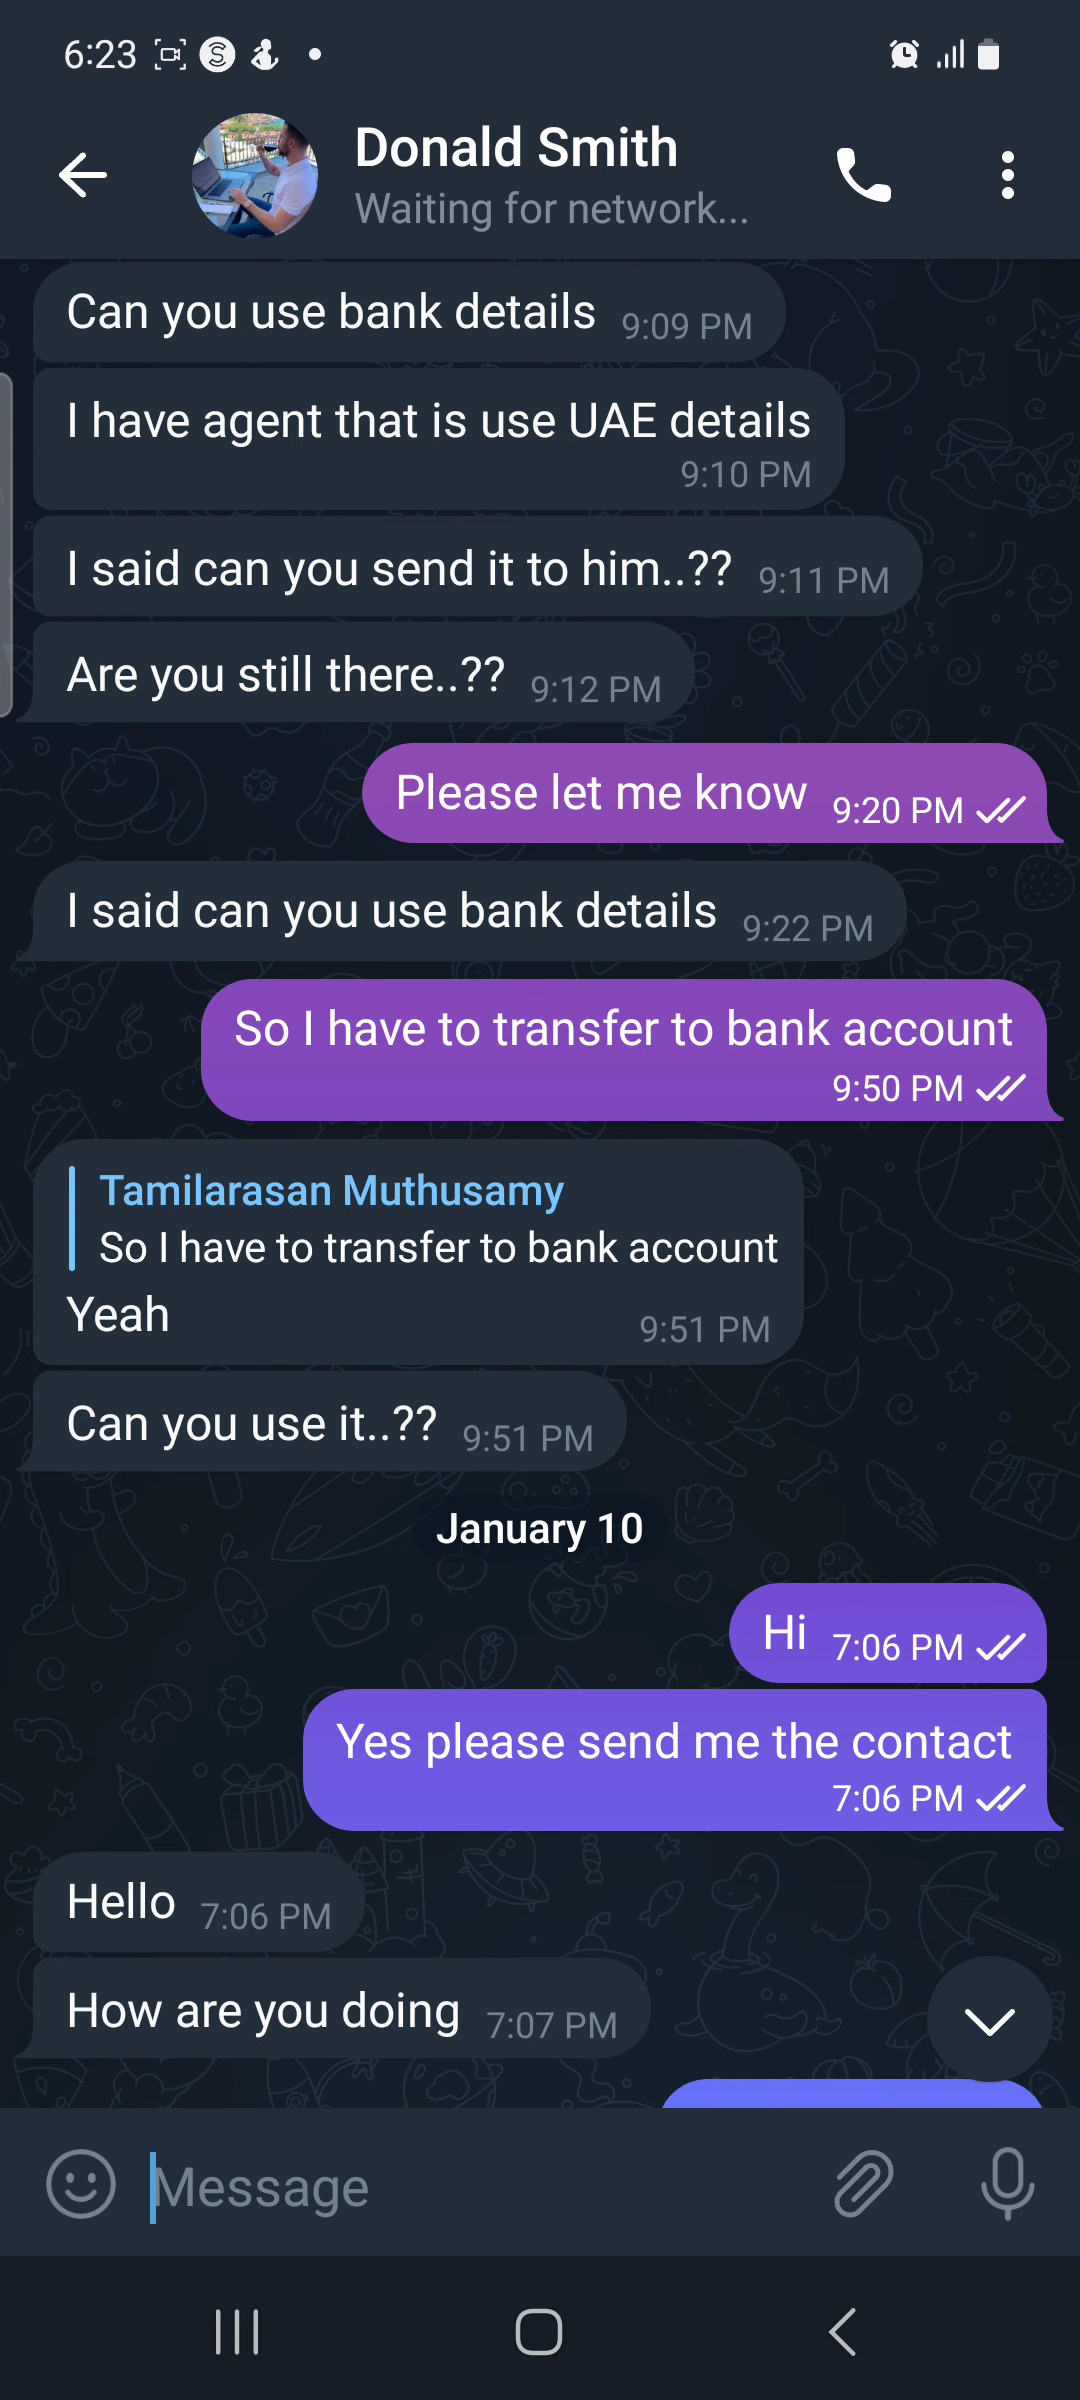 6:23
Donald Smith
Waiting for network...
Can you use bank details 9:09 PM
I have agent that is use UAE details
9:10 PM
I said can you send it to him..?? 9:11 PM
Are you still there..?? 9:12 PM
Please let me know 9:20 PM
I said can you use bank details 9:22 PM
So I have to transfer to bank account
9:50 PM
Tamilarasan Muthusamy
So I have to transfer to bank account
Yeah 9:51 PM
Can you use it..?? 9:51 PM
January 10
Hi 7:06 PM
Yes please send me the contact
7:06 PM
Hello 7:06 PM
How are you doing 7:07 PM
Message